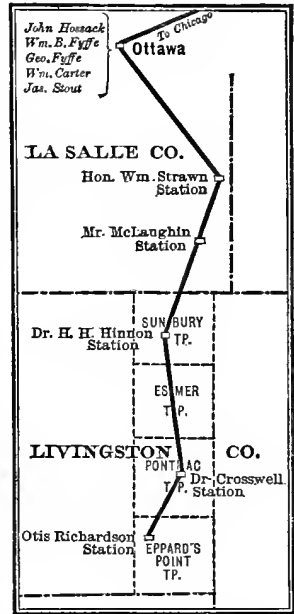 John Hossack
Wm. B. Fyffe
Geo. Fyffe
Wm. Carter
Jas. Stout
To Chicago
Ottawa
LA SALLE CO.
Hon. Wm. Strawn
Station
Mr. McLaughin
Station
SUNBURY
TP.
Dr. H. H. Hinnon
Station
ESMER
TP.
LIVINGSTON CO.
PONTIAC
TP.
Dr. Crosswell
Station
Otis Richardson
Station
EPPARD'S
POINT
TP.